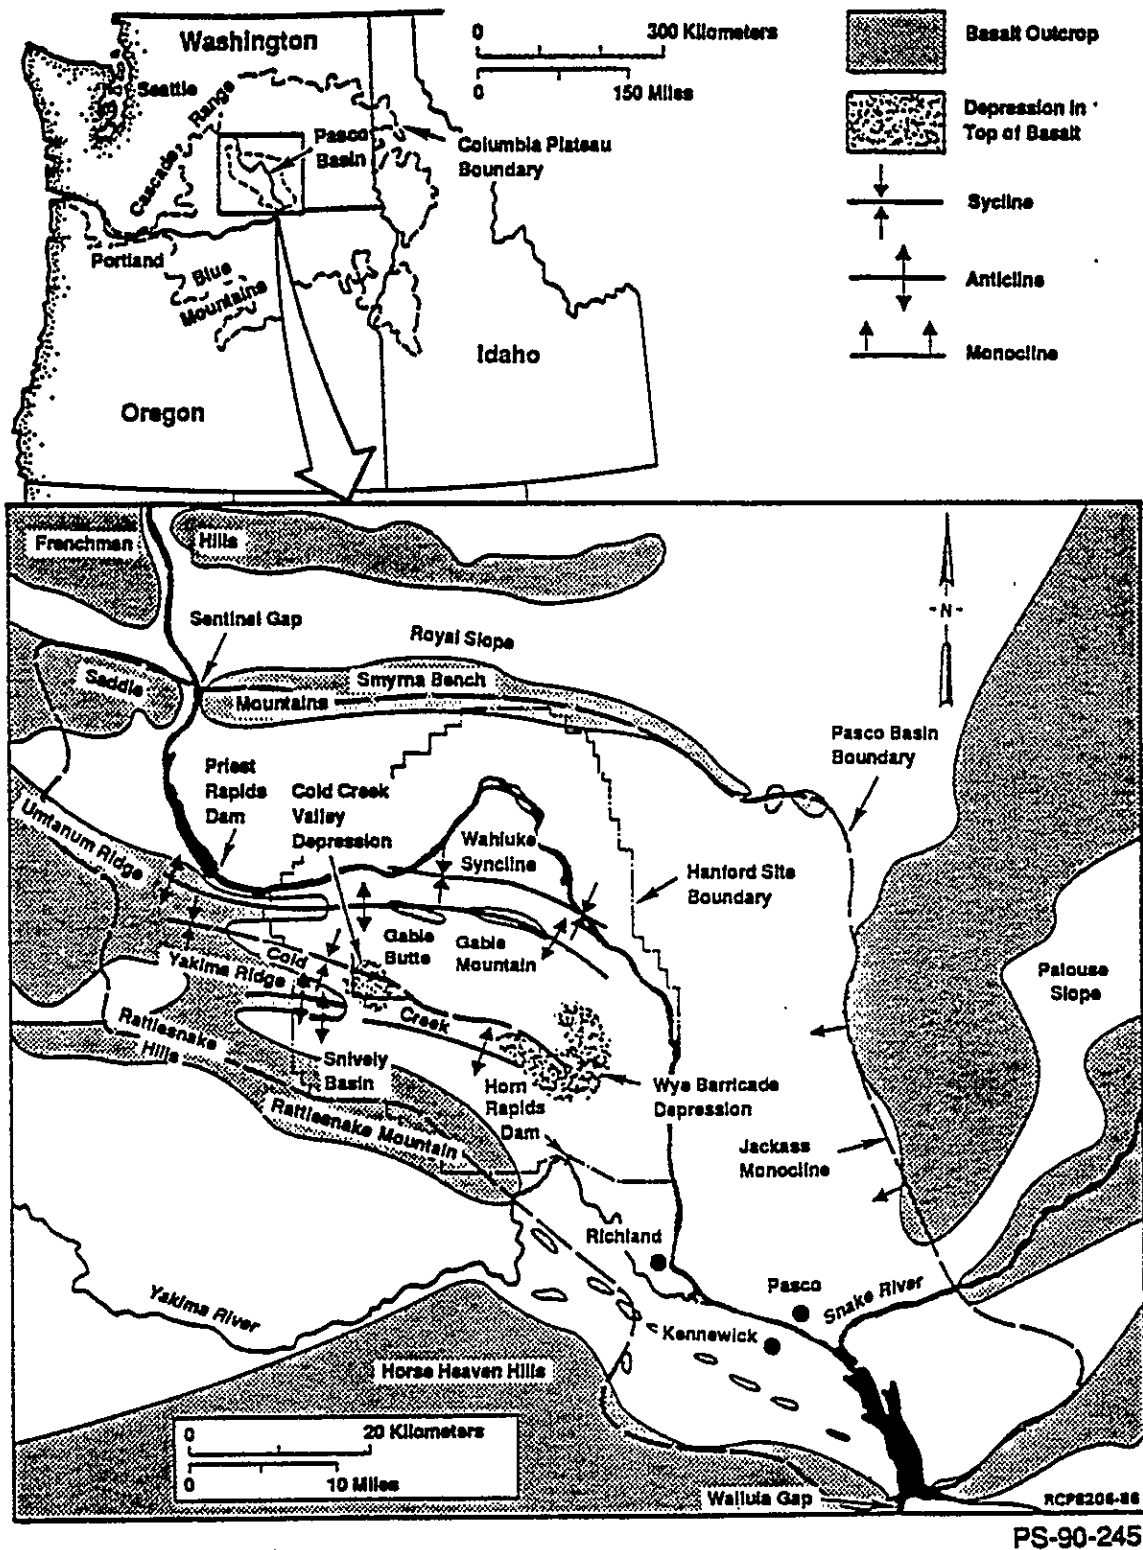 Washington
Seattle
Cascade Range
Pasco
Basin
Columbia Plateau
Boundary
Portland
Blue
Mountains
Oregon
Idaho
0 300 Kilometers
0 150 Miles
Basalt Outcrop
Depression in
Top of Basalt
Sycline
Anticline
Monocline
Frenchman
Hills
Sentinel Gap
Royal Slope
Saddle
Mountains
Smyrna Bench
-N-
Pasco Basin
Boundary
Priest
Rapids
Dam
Cold Creek
Valley
Depression
Umtanum Ridge
Wahluke
Syncline
Hanford Site
Boundary
Gable
Butte
Gable
Mountain
Cold
Creek
Yakima Ridge
Palouse
Slope
Rattlesnake
Hills
Snively
Basin
Horn
Rapids
Dam
Wye Barricade
Depression
Rattlesnake Mountain
Jackass
Monocline
Richland
Pasco
Snake River
Kennewick
Yakima River
Horse Heaven Hills
0 20 Kilometers
0 10 Miles
Wallula Gap
RCP8206-86
PS-90-245